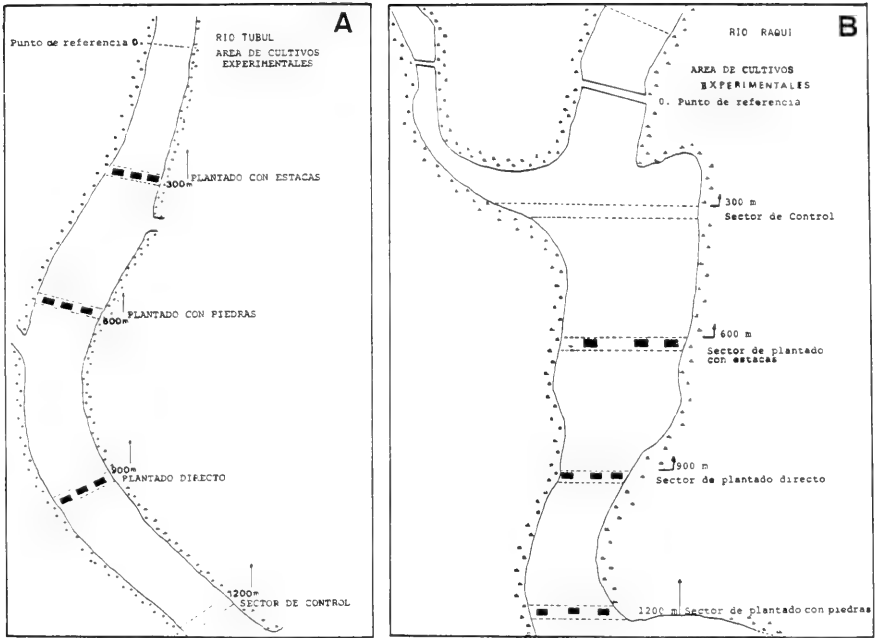 A
RIO TUBUL
Punto de referencia 0.
AREA DE CULTIVOS
EXPERIMENTALES
PLANTADO CON ESTACAS
300m
PLANTADO CON PIEDRAS
600m
900m
PLANTADO DIRECTO
1200m
SECTOR DE CONTROL
B
RIO RAQUI
AREA DE CULTIVOS
EXPERIMENTALES
0. Punto de referencia
300 m
Sector de Control
600 m
Sector de plantado
con estacas
900 m
Sector de plantado directo
1200 m Sector de plantado con piedras